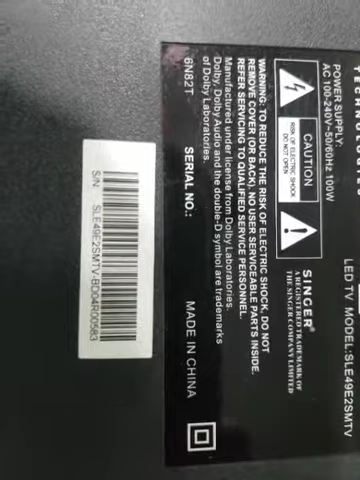 LED TV MODEL:SLE49E2SMTV
POWER SUPPLY:
AC 100-240V~50/60Hz 100W
CAUTION
RISK OF ELECTRIC SHOCK
DO NOT OPEN
SINGER®
A REGISTERED TRADEMARK OF
THE SINGER COMPANY LIMITED
WARNING: TO REDUCE THE RISK OF ELECTRIC SHOCK, DO NOT
REMOVE COVER (OR BACK), NO USER SERVICEABLE PARTS INSIDE.
REFER SERVICING TO QUALIFIED SERVICE PERSONNEL.
Manufactured under license from Dolby Laboratories.
Dolby, Dolby Audio and the double-D symbol are trademarks
of Dolby Laboratories.
6N82T
SERIAL NO.:
MADE IN CHINA
S/N: SLE49E2SMTV-BD04R00583